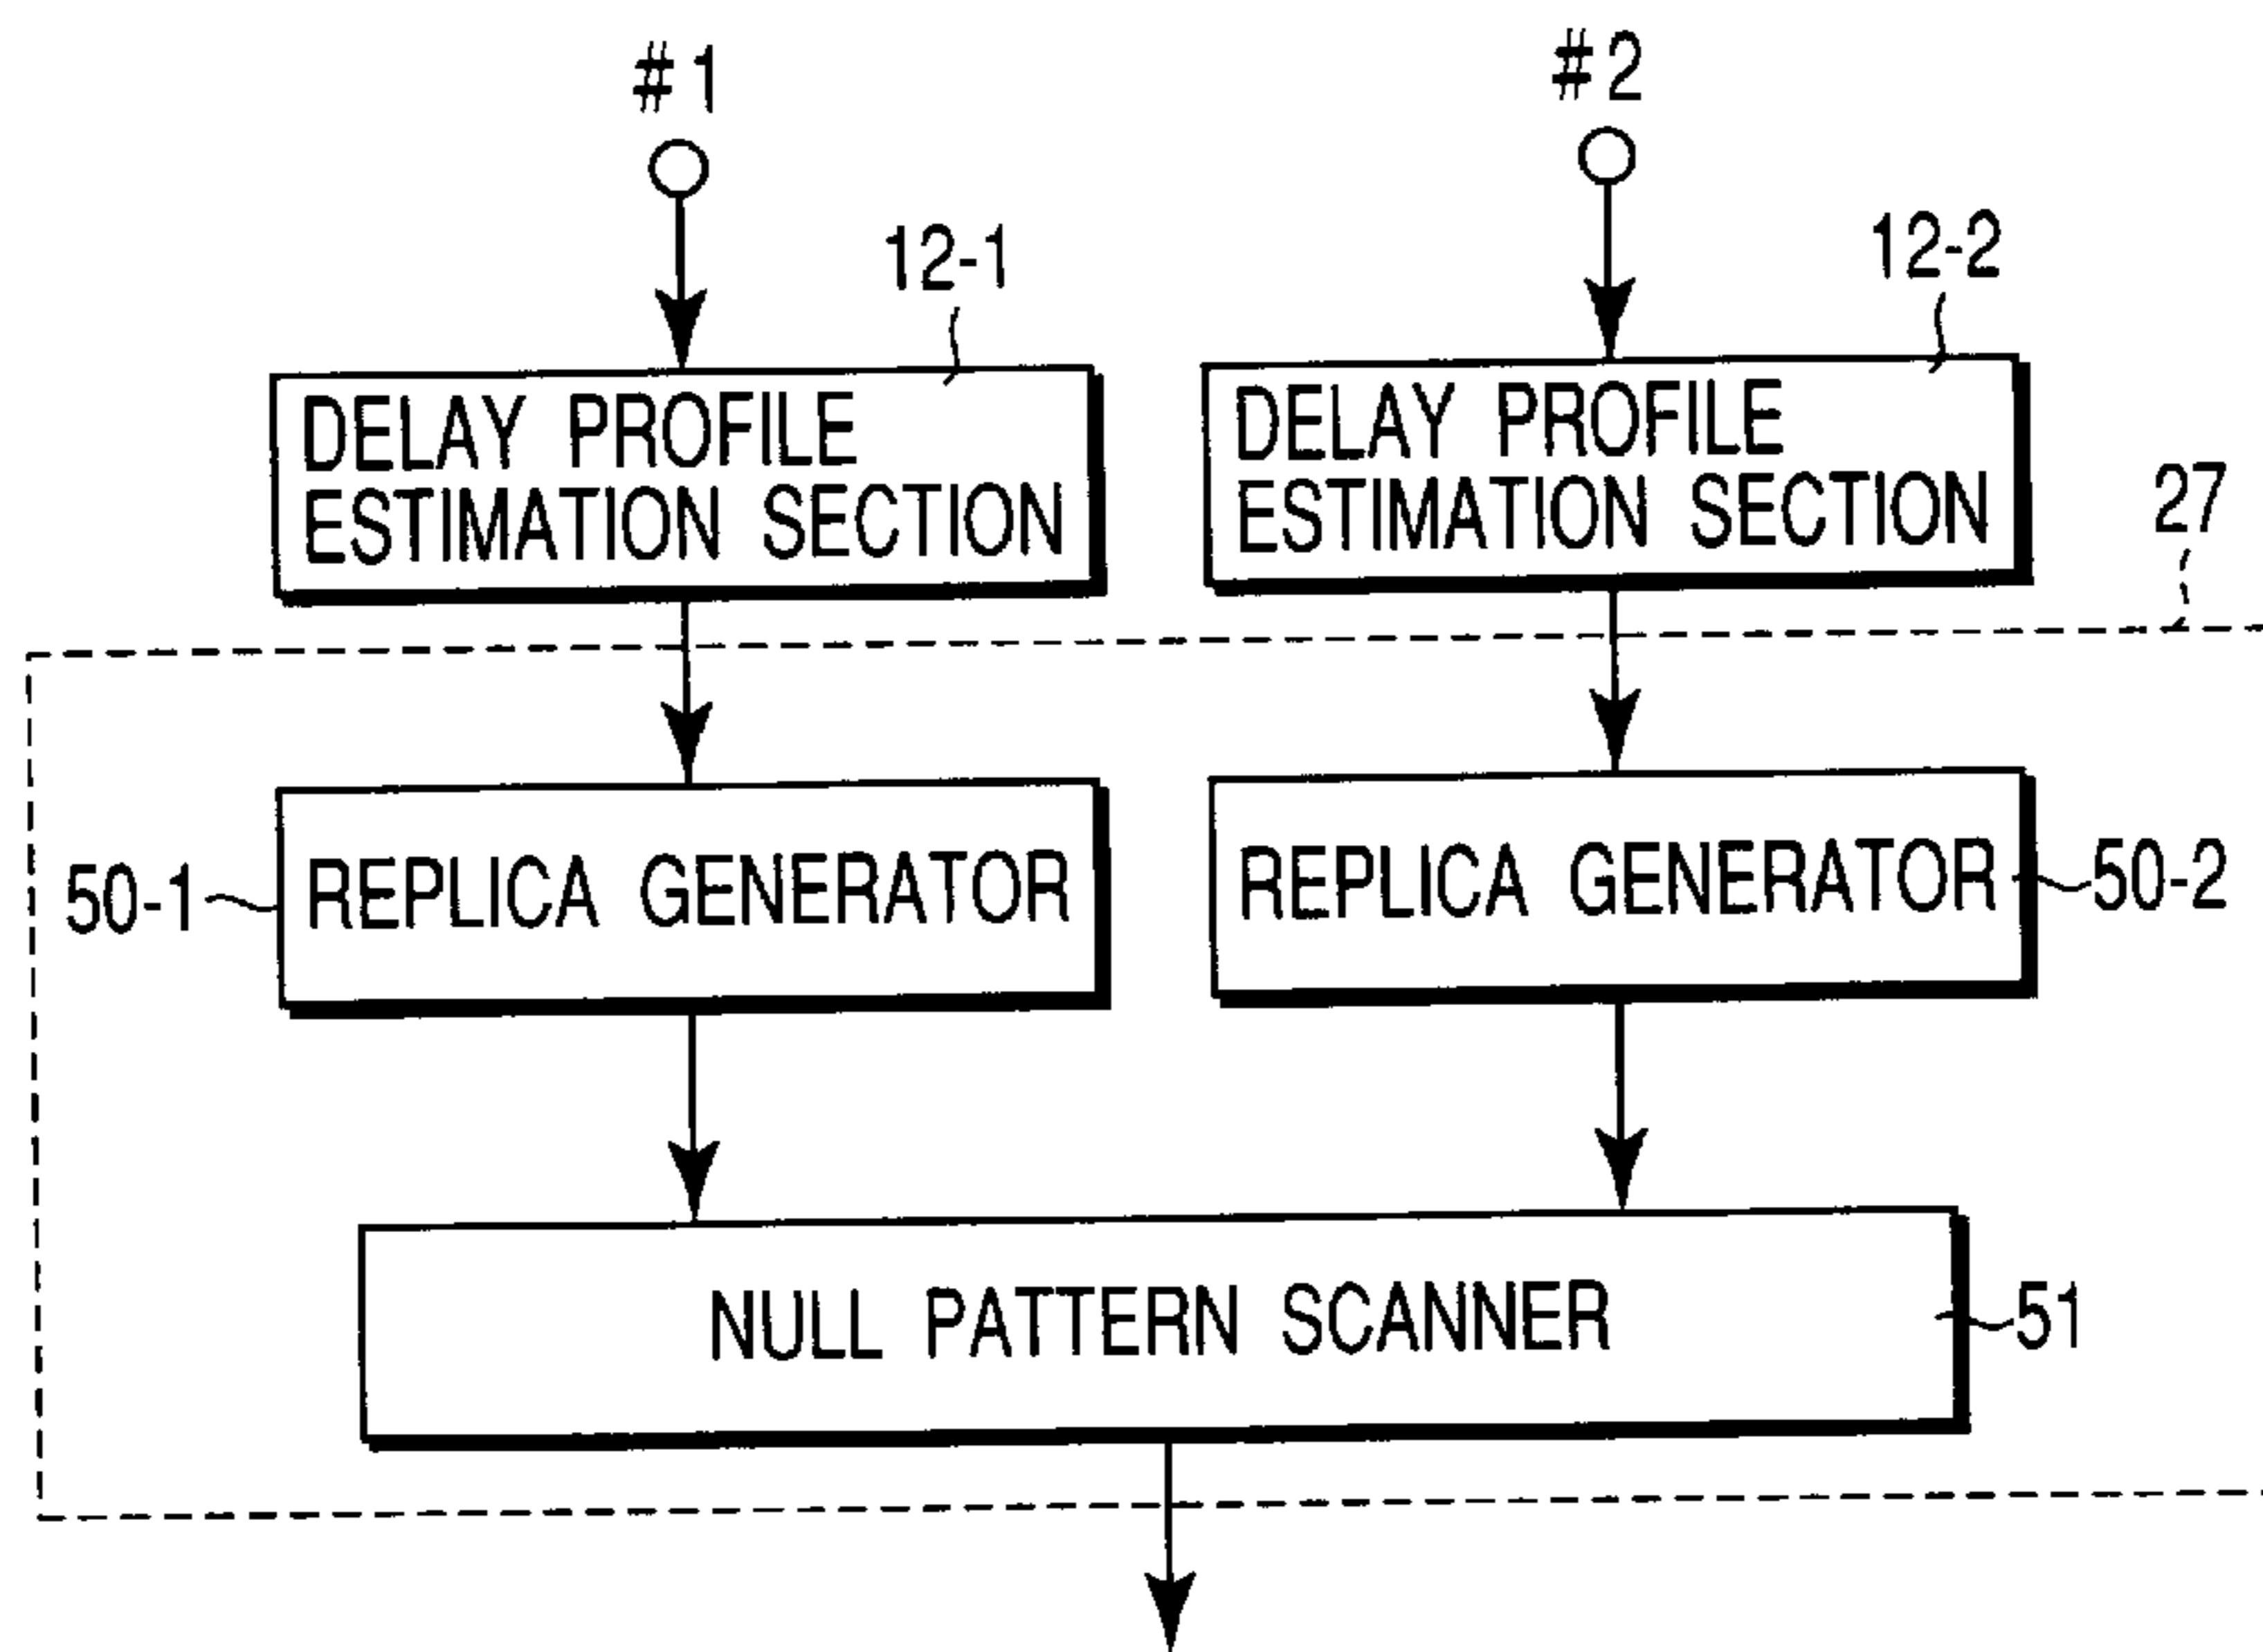 #1
#2
12-1
12-2
DELAY PROFILE
ESTIMATION SECTION
DELAY PROFILE
ESTIMATION SECTION
27
50-1
REPLICA GENERATOR
REPLICA GENERATOR
50-2
NULL PATTERN SCANNER
51